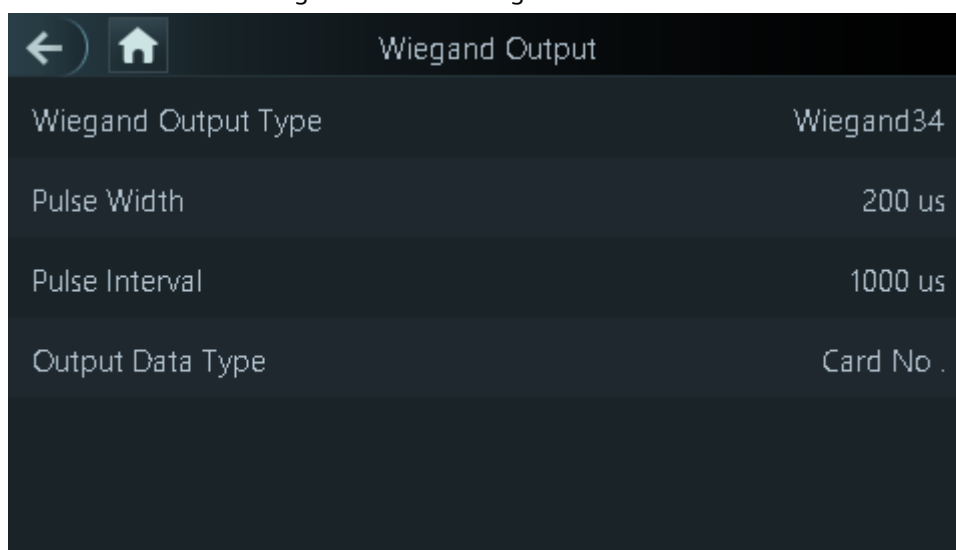 Wiegand Output
Wiegand Output Type Wiegand34
Pulse Width 200 us
Pulse Interval 1000 us
Output Data Type Card No .